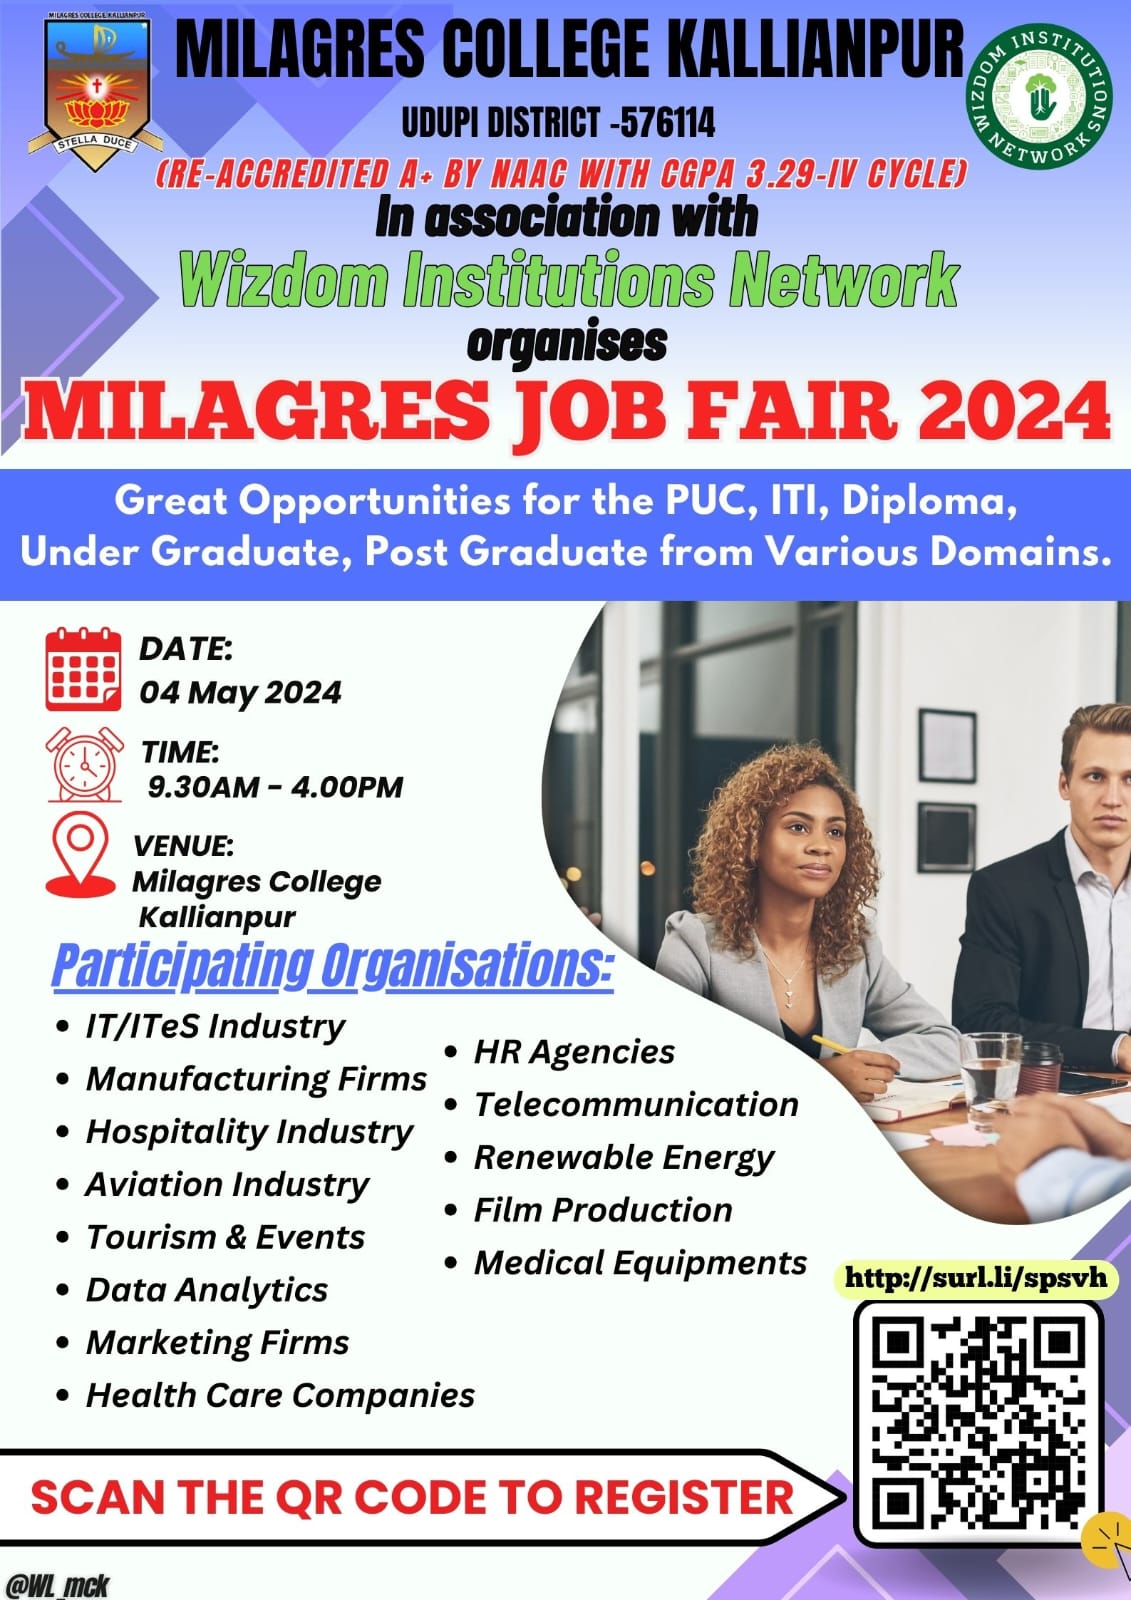 MILAGRES COLLEGE KALLIANPUR
STELLA DUCE
WIZDOM INSTITUTIONS NETWORK
MILAGRES COLLEGE KALLIANPUR
UDUPI DISTRICT -576114
(RE-ACCREDITED A+ BY NAAC WITH CGPA 3.29-IV CYCLE)
In association with
Wizdom Institutions Network
organises
MILAGRES JOB FAIR 2024
Great Opportunities for the PUC, ITI, Diploma,
Under Graduate, Post Graduate from Various Domains.
DATE:
04 May 2024
TIME:
9.30AM - 4.00PM
VENUE:
Milagres College
Kallianpur
Participating Organisations:
• IT/ITeS Industry
• Manufacturing Firms
• Hospitality Industry
• Aviation Industry
• Tourism & Events
• Data Analytics
• Marketing Firms
• Health Care Companies
• HR Agencies
• Telecommunication
• Renewable Energy
• Film Production
• Medical Equipments
http://surl.li/spsvh
SCAN THE QR CODE TO REGISTER
@WL_mck